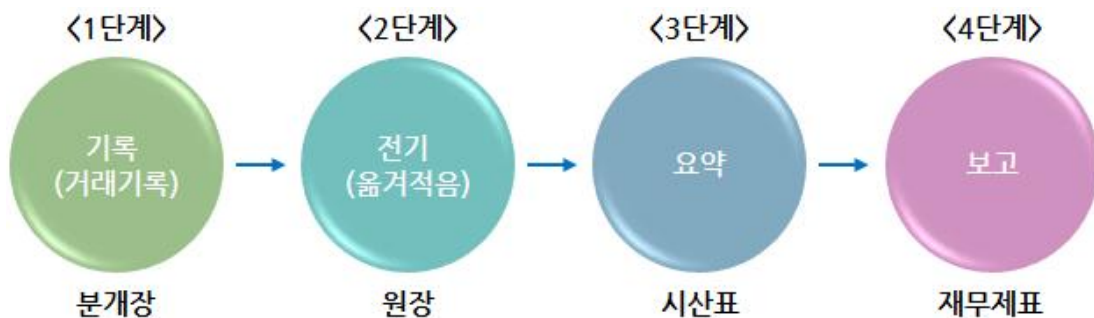 <1단계>
<2단계>
<3단계>
<4단계>
기록
(거래기록)
전기
(옮겨적음)
요약
보고
분개장
원장
시산표
재무제표